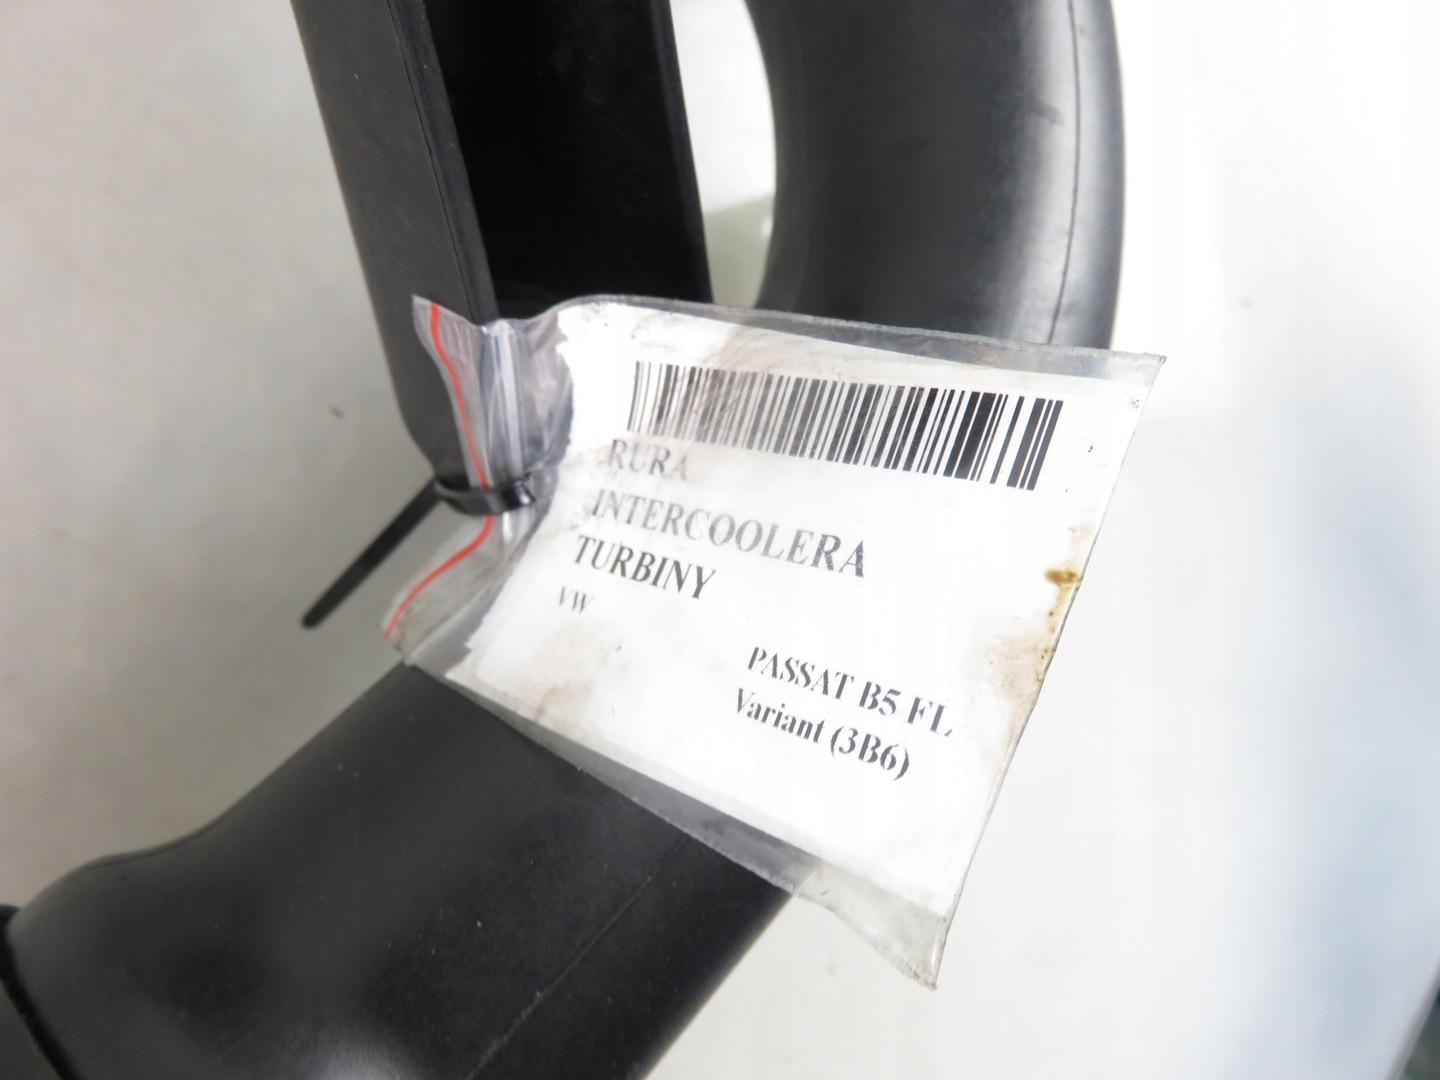 RURA
INTERCOOLERA
TURBINY
VW
PASSAT B5 FL
Variant (3B6)